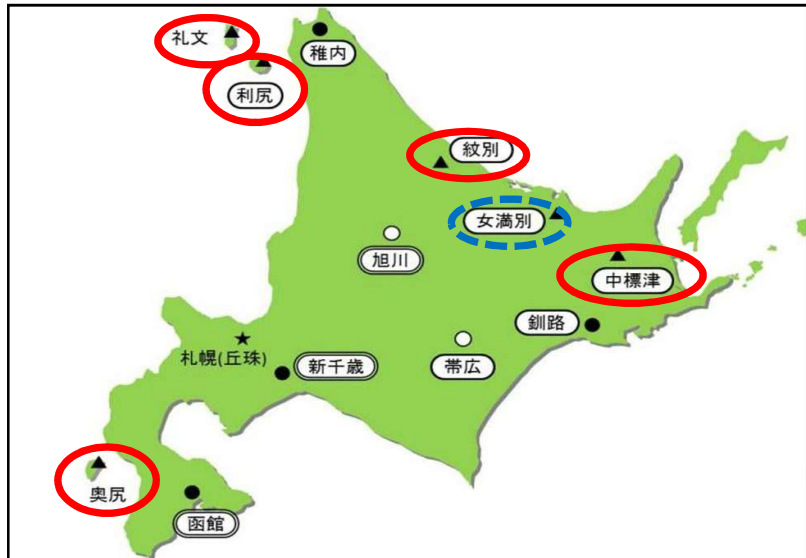 礼文
稚内
利尻
紋別
女満別
旭川
中標津
釧路
札幌(丘珠)
新千歳
帯広
奥尻
函館